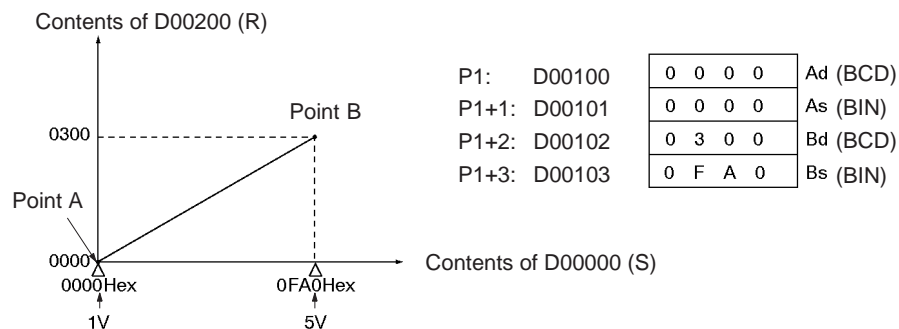 Contents of D00200 (R)
Point B
0300
Point A
0000
0000Hex
0FA0Hex
1V
5V
Contents of D00000 (S)
P1: D00100 0 0 0 0 Ad (BCD)
P1+1: D00101 0 0 0 0 As (BIN)
P1+2: D00102 0 3 0 0 Bd (BCD)
P1+3: D00103 0 F A 0 Bs (BIN)